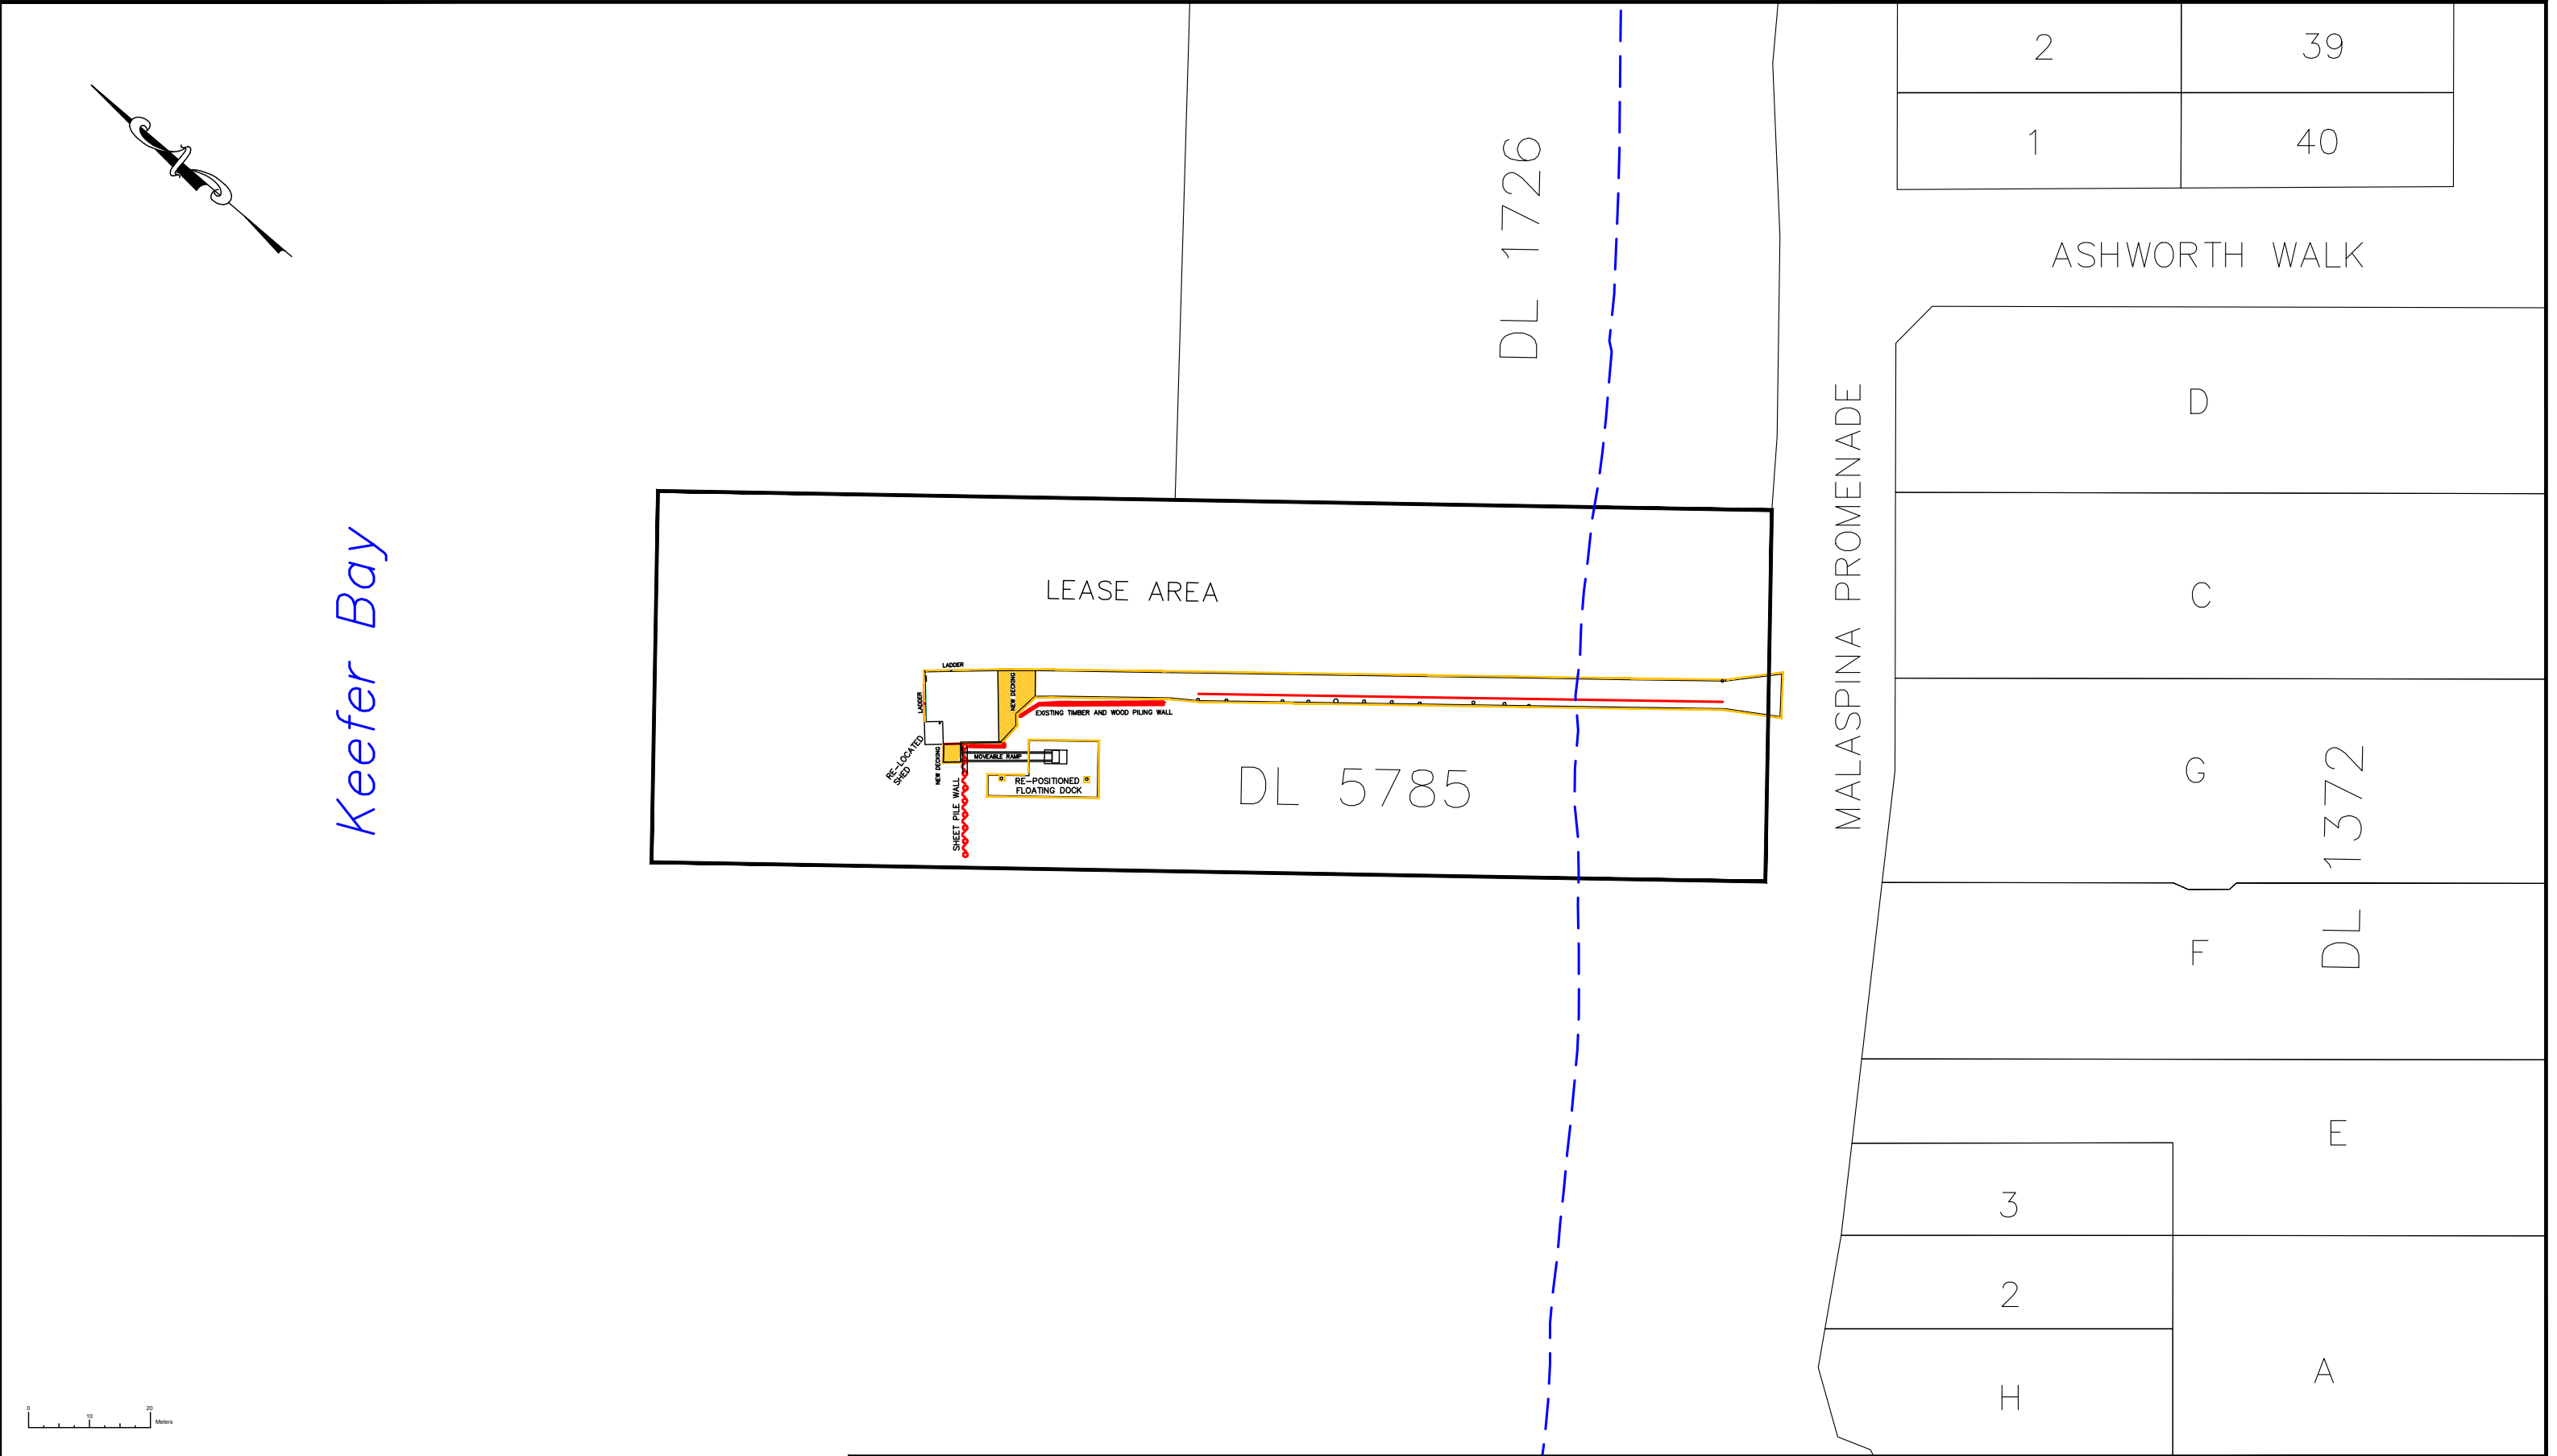 2
39
1
40
DL 1726
ASHWORTH WALK
D
MALASPINA PROMENADE
Keefer Bay
LEASE AREA
C
LADDER
LADDER
NEW DECKING
EXISTING TIMBER AND WOOD PILING WALL
RE-LOCATED
SHED
NEW DECKING
MOVEABLE RAMP
SHEET PILE WALL
RE-POSITIONED
FLOATING DOCK
DL 5785
G
DL 1372
F
E
3
2
A
H
0 10 20
Meters